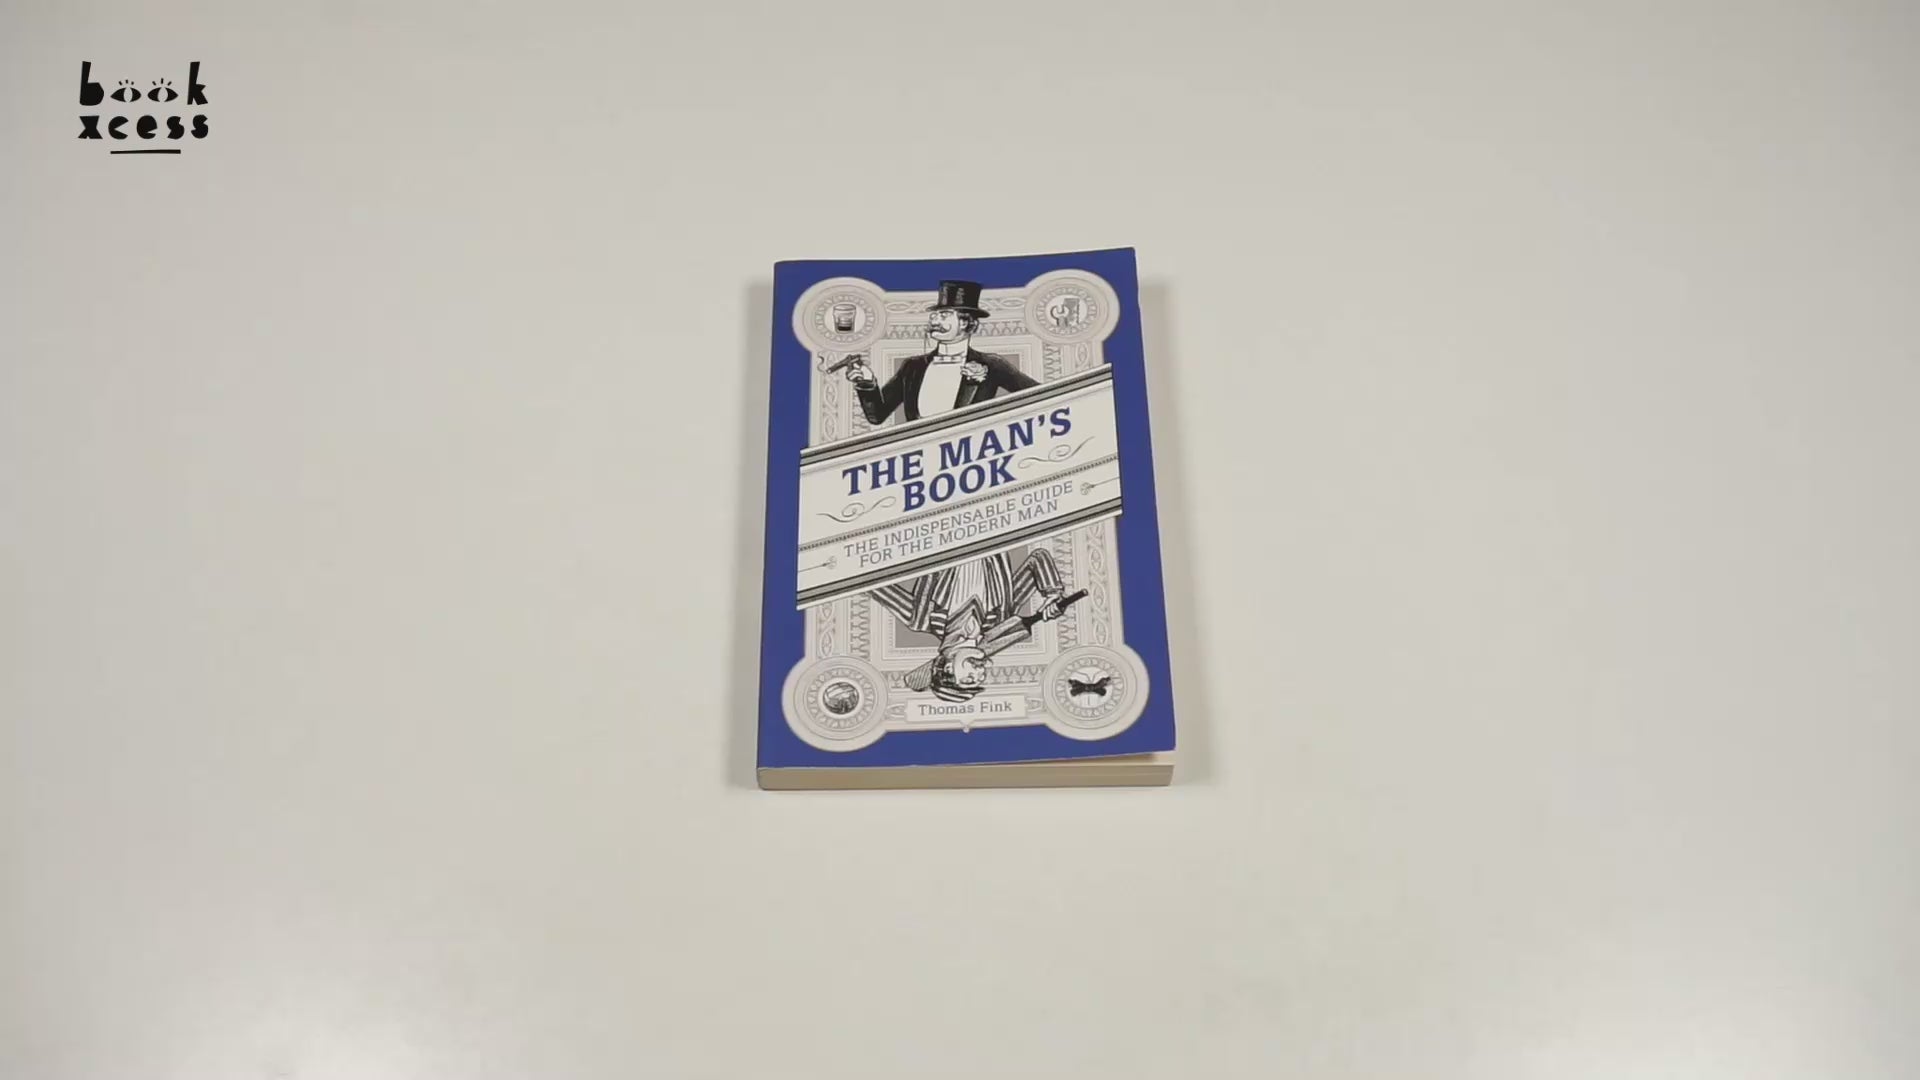 book
xcess
THE MAN'S
BOOK
THE INDISPENSABLE GUIDE
FOR THE MODERN MAN
Thomas Fink